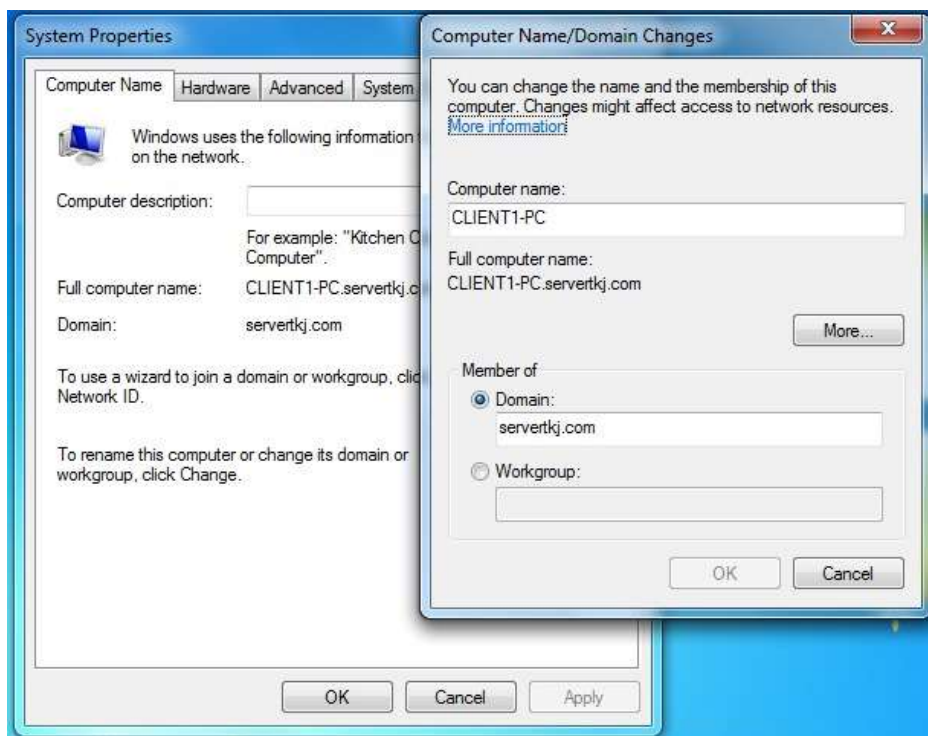 System Properties
Computer Name
Hardware
Advanced
System
Windows uses the following information
on the network.
Computer description:
For example: "Kitchen
Computer".
Full computer name:
CLIENT1-PC.servertkj.c
Domain:
servertkj.com
To use a wizard to join a domain or workgroup, clic
Network ID.
To rename this computer or change its domain or
workgroup, click Change.
OK
Cancel
Apply
Computer Name/Domain Changes
You can change the name and the membership of this
computer. Changes might affect access to network resources.
More information
Computer name:
CLIENT1-PC
Full computer name:
CLIENT1-PC.servertkj.com
More...
Member of
Domain:
servertkj.com
Workgroup:
OK
Cancel